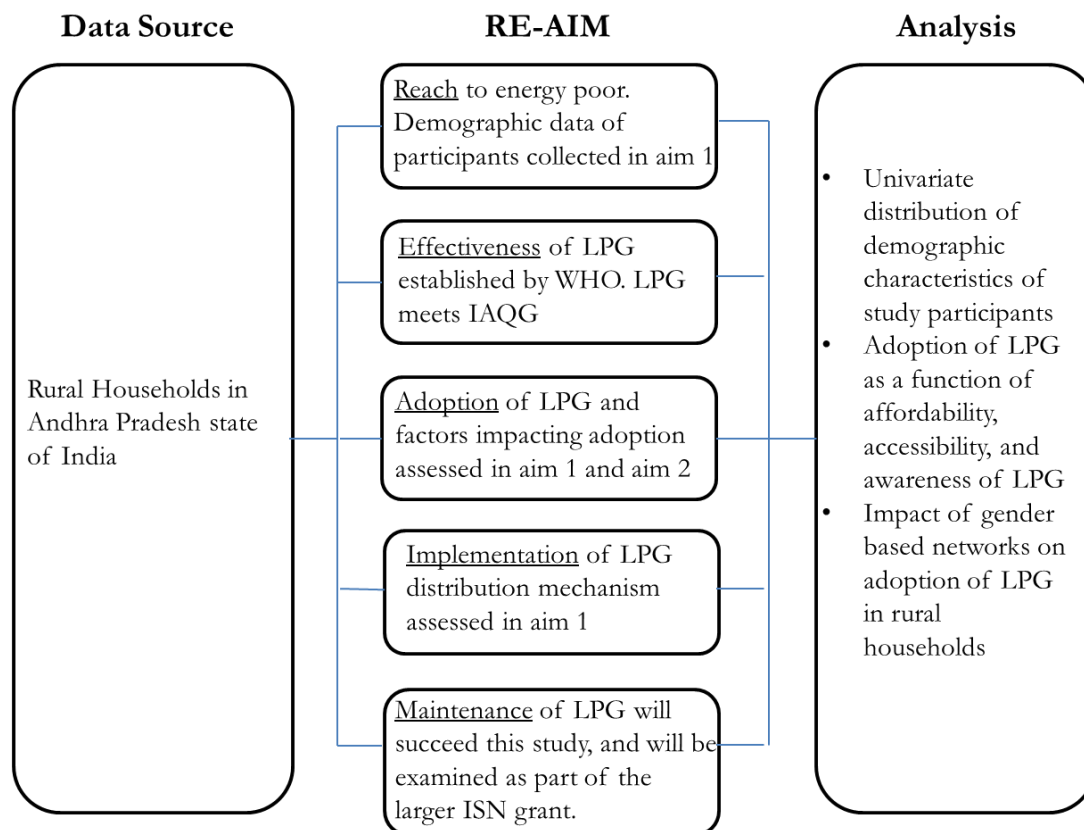 Data Source
RE-AIM
Analysis
Rural Households in
Andhra Pradesh state
of India
Reach to energy poor.
Demographic data of
participants collected in aim 1
Effectiveness of LPG
established by WHO. LPG
meets IAQG
Adoption of LPG and
factors impacting adoption
assessed in aim 1 and aim 2
Implementation of LPG
distribution mechanism
assessed in aim 1
Maintenance of LPG will
succeed this study, and will be
examined as part of the
larger ISN grant.
• Univariate
distribution of
demographic
characteristics of
study participants
• Adoption of LPG
as a function of
affordability,
accessibility, and
awareness of LPG
• Impact of gender
based networks on
adoption of LPG
in rural
households